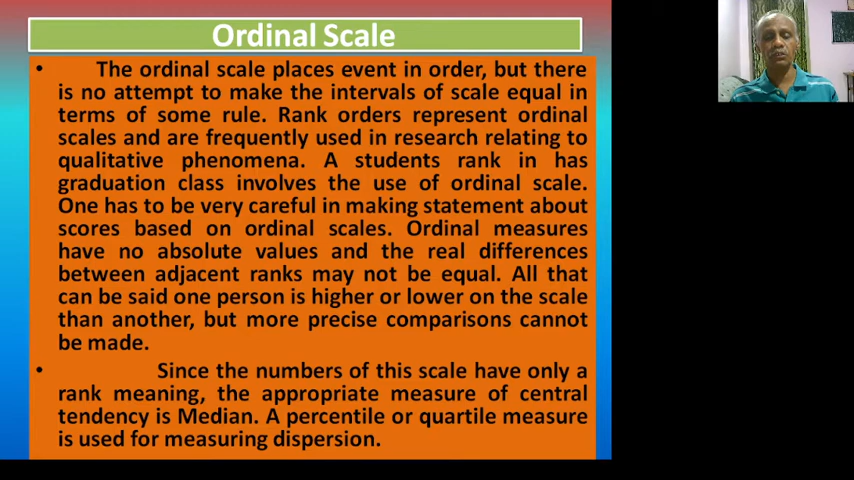 Ordinal Scale
• The ordinal scale places event in order, but there
is no attempt to make the intervals of scale equal in
terms of some rule. Rank orders represent ordinal
scales and are frequently used in research relating to
qualitative phenomena. A students rank in has
graduation class involves the use of ordinal scale.
One has to be very careful in making statement about
scores based on ordinal scales. Ordinal measures
have no absolute values and the real differences
between adjacent ranks may not be equal. All that
can be said one person is higher or lower on the scale
than another, but more precise comparisons cannot
be made.
• Since the numbers of this scale have only a
rank meaning, the appropriate measure of central
tendency is Median. A percentile or quartile measure
is used for measuring dispersion.